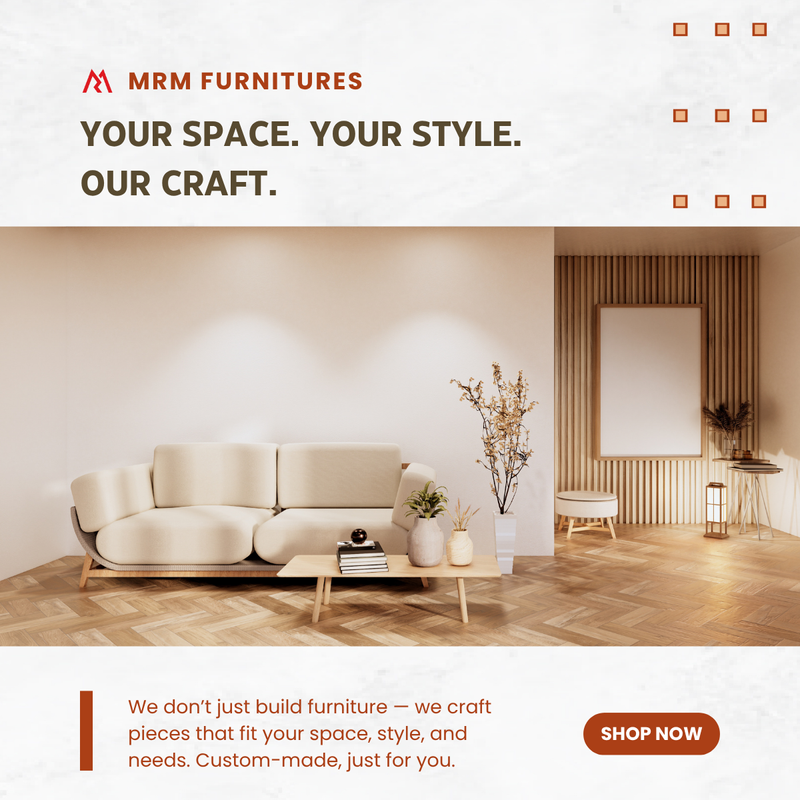 MRM FURNITURES
YOUR SPACE. YOUR STYLE.
OUR CRAFT.
We don’t just build furniture — we craft
pieces that fit your space, style, and
needs. Custom-made, just for you.
SHOP NOW